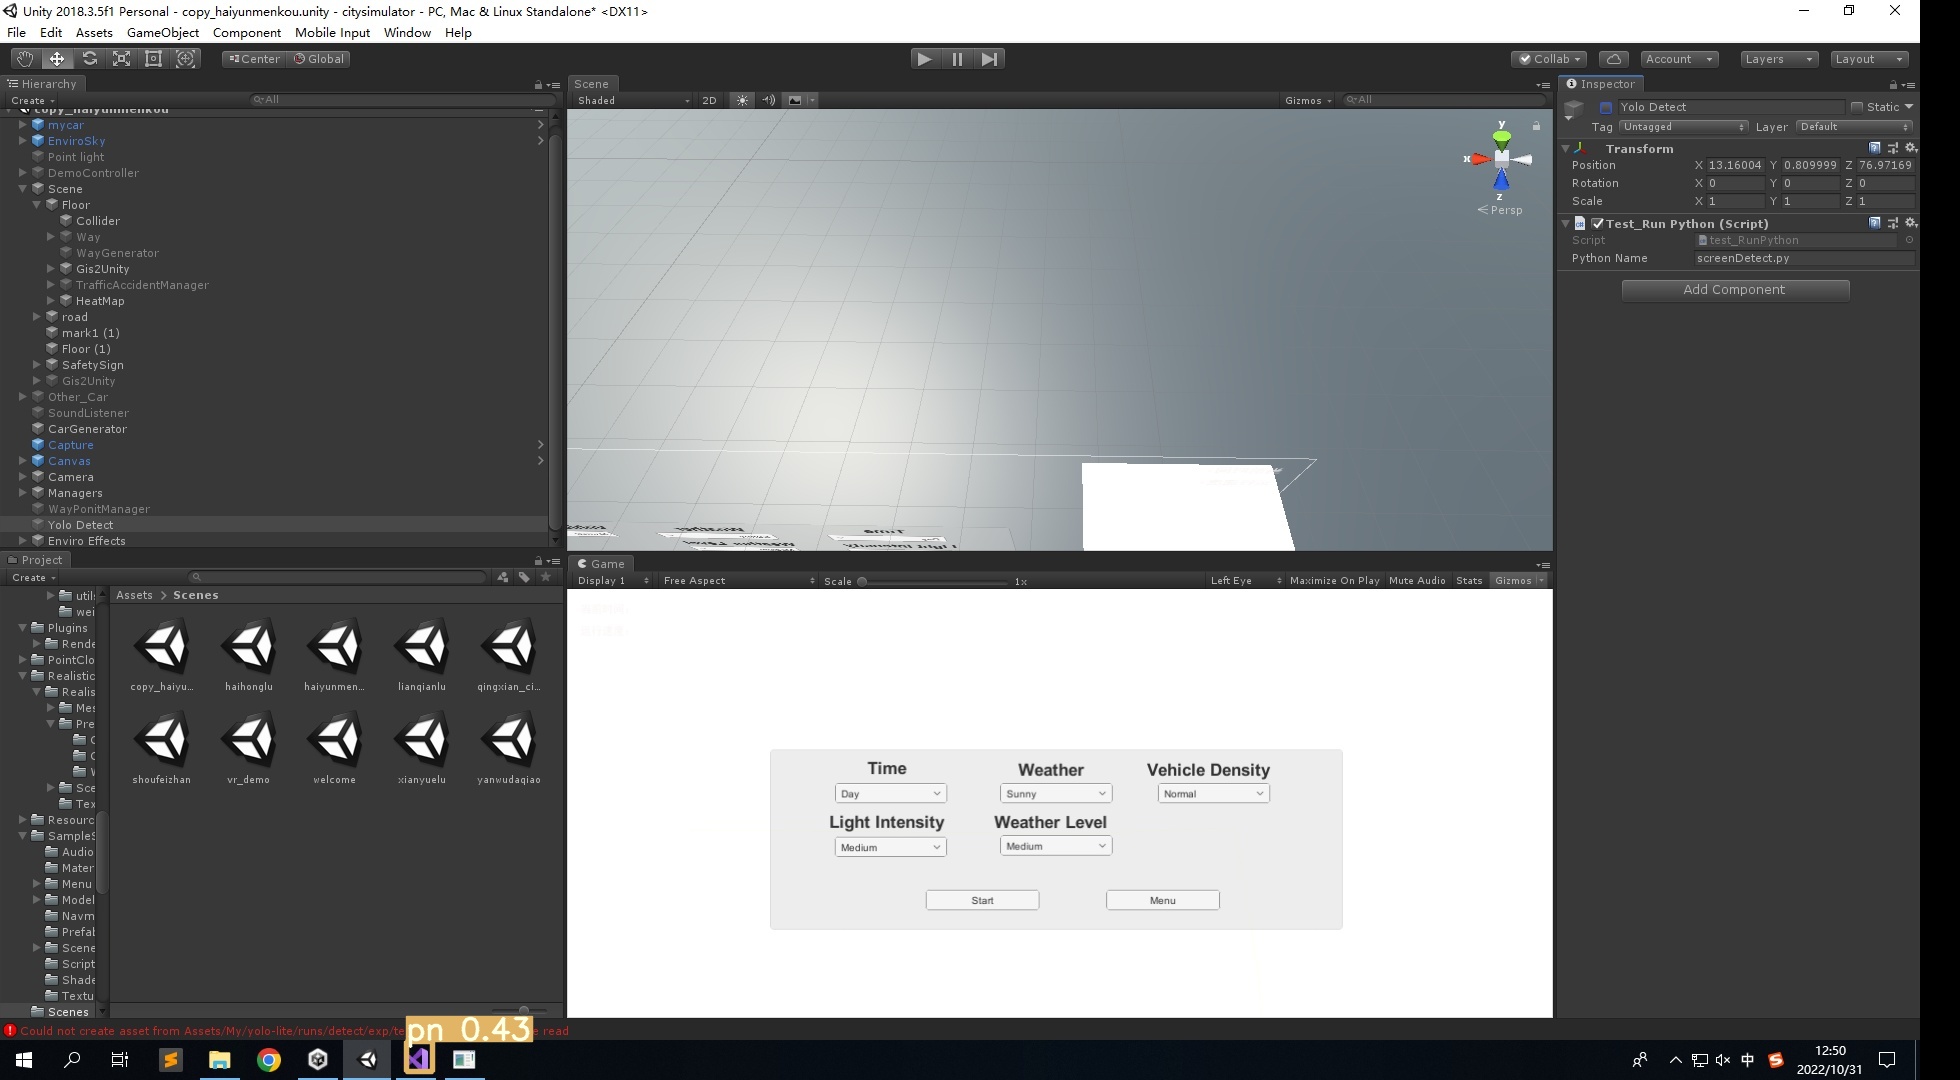 Unity 2018.3.5f1 Personal - copy_haiyunmenkou.unity - citysimulator - PC, Mac & Linux Standalone* <DX11>
File Edit Assets GameObject Component Mobile Input Window Help
Center Global Collab Account Layers Layout
Hierarchy
Create All
copy_haiyunmenkou
mycar
EnviroSky
Point light
DemoController
Scene
Floor
Collider
Way
WayGenerator
Gis2Unity
TrafficAccidentManager
HeatMap
road
mark1 (1)
Floor (1)
SafetySign
Gis2Unity
Other_Car
SoundListener
CarGenerator
Capture
Canvas
Camera
Managers
WayPonitManager
Yolo Detect
Enviro Effects
Scene
Shaded 2D Gizmos All
y
x
z
Persp
Inspector
Yolo Detect Static
Tag Untagged Layer Default
Transform
Position X 13.16004 Y 0.809999 Z 76.97169
Rotation X 0 Y 0 Z 0
Scale X 1 Y 1 Z 1
Test_Run Python (Script)
Script test_RunPython
Python Name screenDetect.py
Add Component
Project
Create
utils
wei
Plugins
Rende
PointClo
Realistic
Realis
Mes
Pre
Sce
Tex
Resourc
SampleS
Audio
Mater
Menu
Model
Navm
Prefab
Scene
Script
Shade
Textu
Scenes
Assets > Scenes
copy_haiyu... haihonglu haiyunmen... lianqianlu qingxian_ci...
shoufeizhan vr_demo welcome xianyuelu yanwudaqiao
Game
Display 1 Free Aspect Scale 1x Left Eye Maximize On Play Mute Audio Stats Gizmos
Time Weather Vehicle Density
Day Sunny Normal
Light Intensity Weather Level
Medium Medium
Start Menu
Could not create asset from Assets/My/yolo-lite/runs/detect/exp/te
read
pn 0.43
中
12:50
2022/10/31